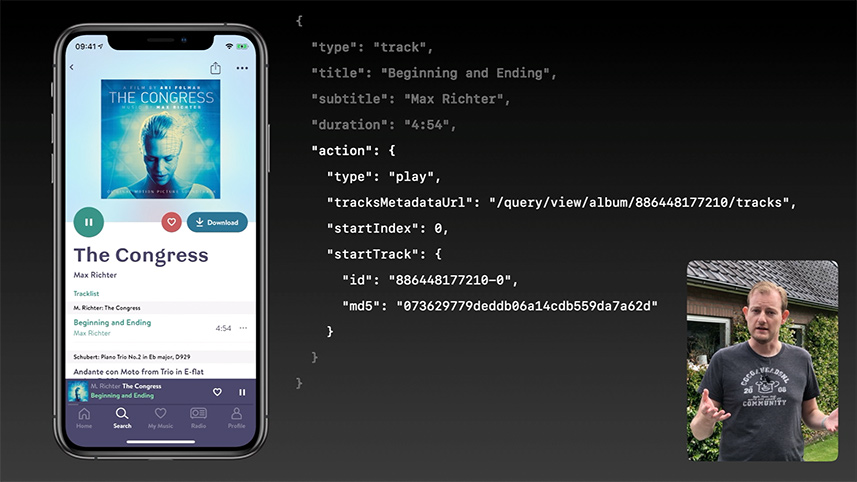 09:41
A FILM BY ARI FOLMAN
THE CONGRESS
MUSIC BY MAX RICHTER
ORIGINAL MOTION PICTURE SOUNDTRACK
Download
The Congress
Max Richter
Tracklist
M. Richter: The Congress
Beginning and Ending
4:54
Max Richter
Schubert: Piano Trio No.2 in Eb major, D929
Andante con Moto from Trio in E-flat
M. Richter The Congress
Beginning and Ending
Home Search My Music Radio Profile
{
"type": "track",
"title": "Beginning and Ending",
"subtitle": "Max Richter",
"duration": "4:54",
"action": {
"type": "play",
"tracksMetadataUrl": "/query/view/album/886448177210/tracks",
"startIndex": 0,
"startTrack": {
"id": "886448177210-0",
"md5": "073629779deddb06a14cdb559da7a62d"
}
}
}
COCOAHEADSNL
20 08
COMMUNITY